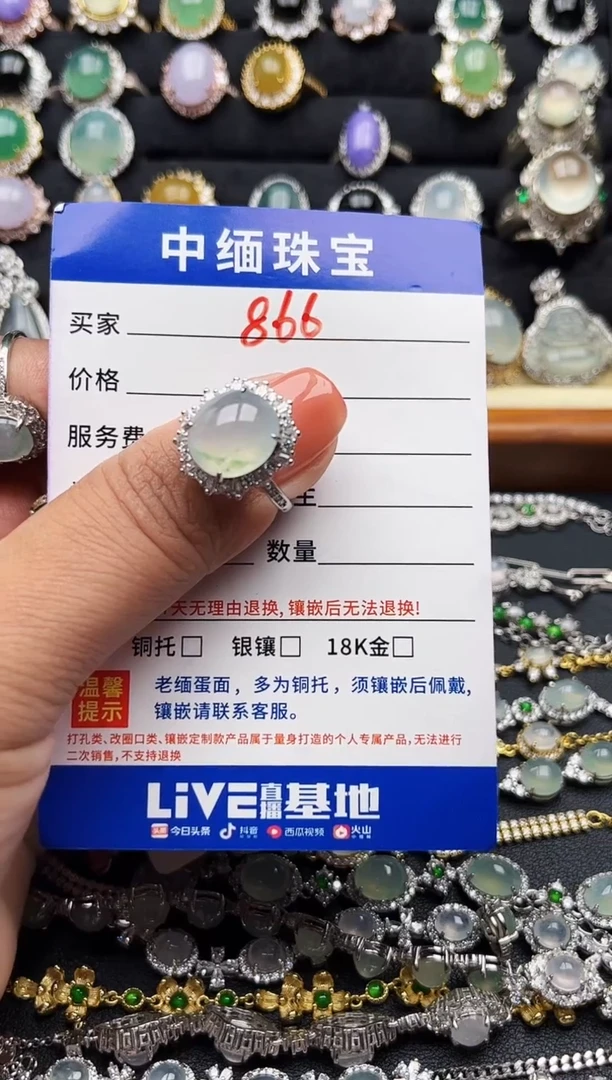 中缅珠宝
买家 866
价格
服务费
数量
天无理由退换,镶嵌后无法退换!
铜托□ 银镶□ 18K金□
温馨提示
老缅蛋面，多为铜托，须镶嵌后佩戴,
镶嵌请联系客服。
打孔类、改圈口类、镶嵌定制款产品属于量身打造的个人专属产品,无法进行
二次销售,不支持退换
LiVE直播基地
头条 今日头条 抖音 西瓜视频 火山